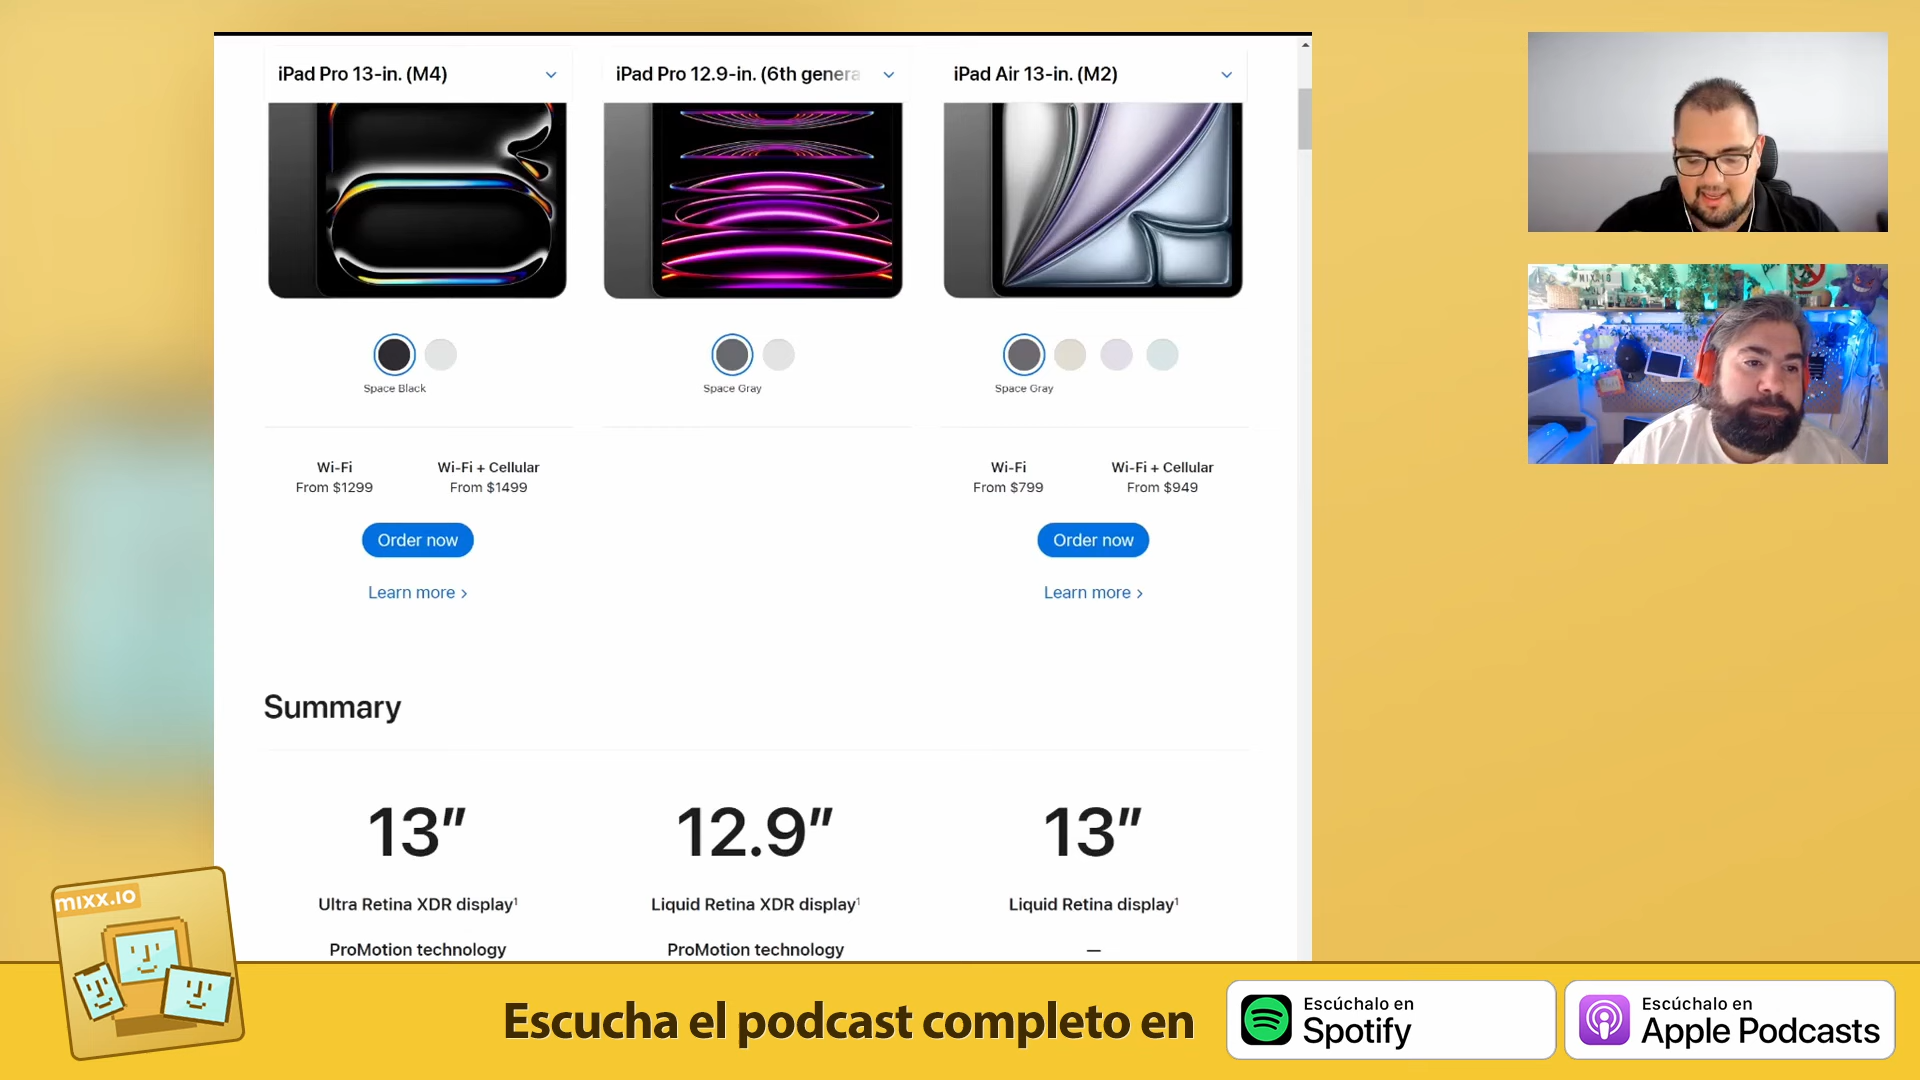 iPad Pro 13-in. (M4)
iPad Pro 12.9-in. (6th genera
iPad Air 13-in. (M2)
Space Black
Space Gray
Space Gray
Wi-Fi
From $1299
Wi-Fi + Cellular
From $1499
Wi-Fi
From $799
Wi-Fi + Cellular
From $949
Order now
Order now
Learn more >
Learn more >
Summary
13″
12.9″
13″
Ultra Retina XDR display¹
Liquid Retina XDR display¹
Liquid Retina display¹
ProMotion technology
ProMotion technology
—
mixx.io
Escucha el podcast completo en
Escúchalo en
Spotify
Escúchalo en
Apple Podcasts
MIXX.IO